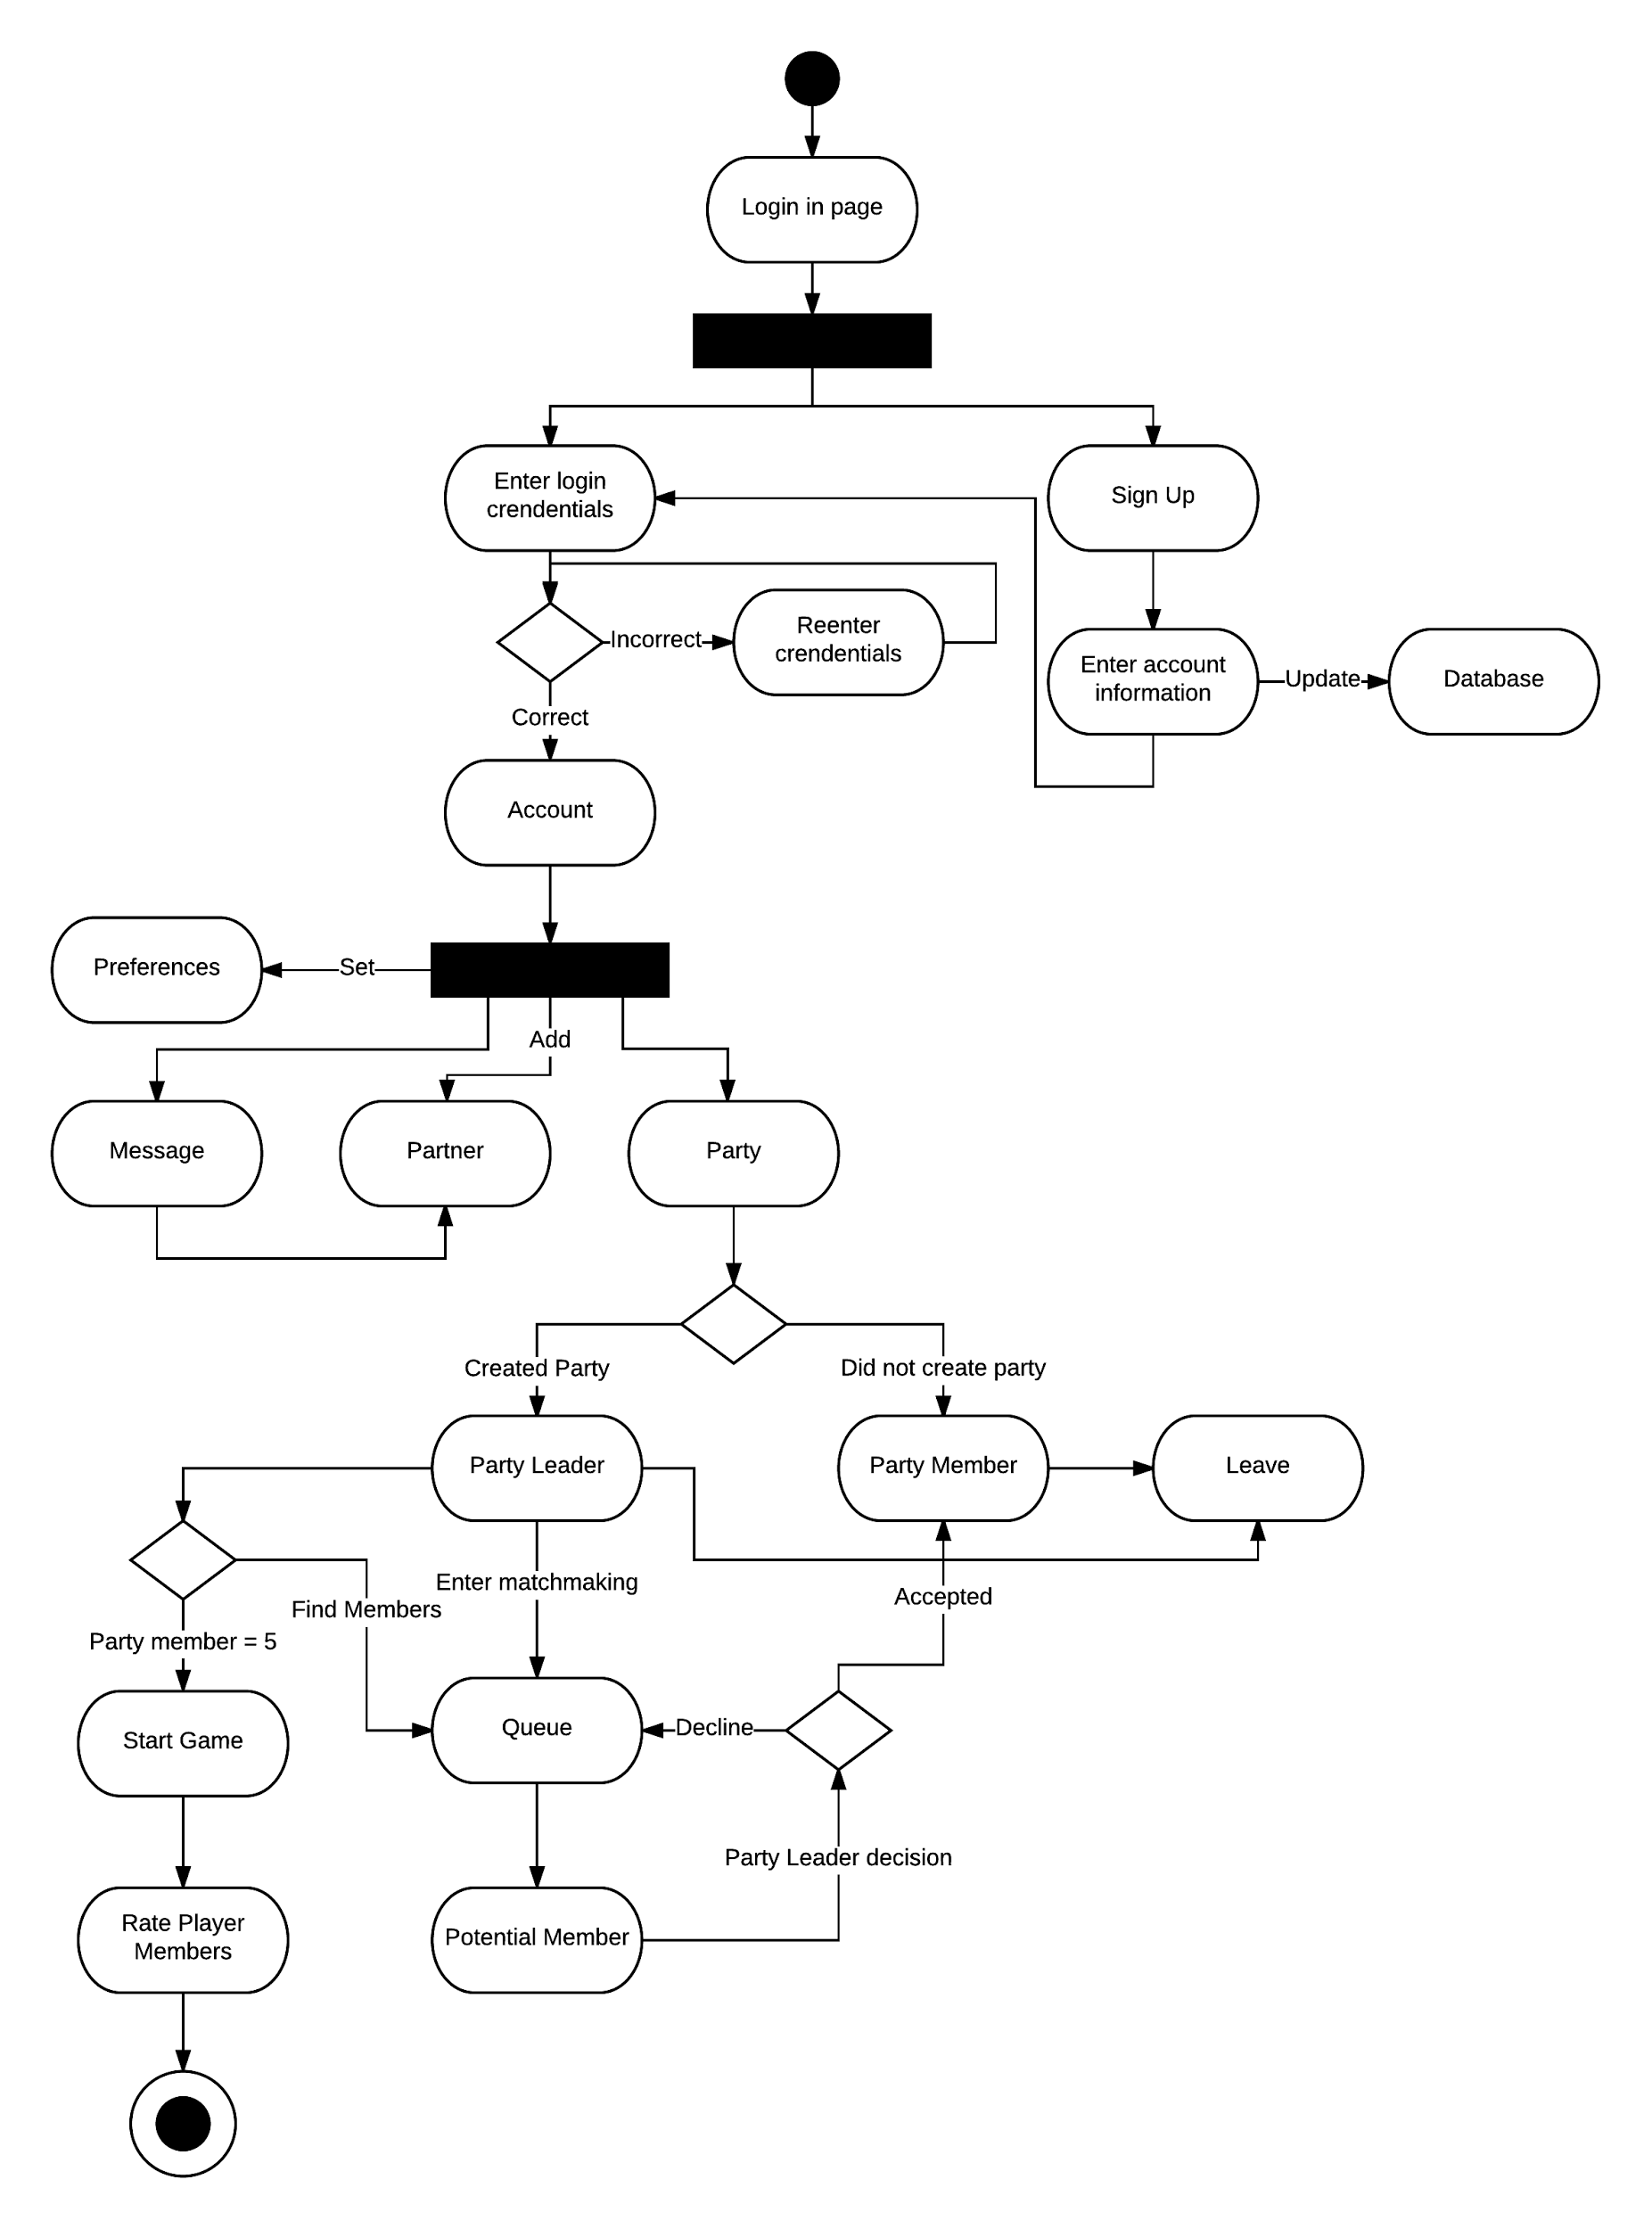 Login in page
Enter login
crendentials
Sign Up
Incorrect
Reenter
crendentials
Enter account
information
Update
Database
Correct
Account
Preferences
Set
Add
Message
Partner
Party
Created Party
Did not create party
Party Leader
Party Member
Leave
Enter matchmaking
Accepted
Find Members
Party member = 5
Start Game
Queue
Decline
Party Leader decision
Rate Player
Members
Potential Member